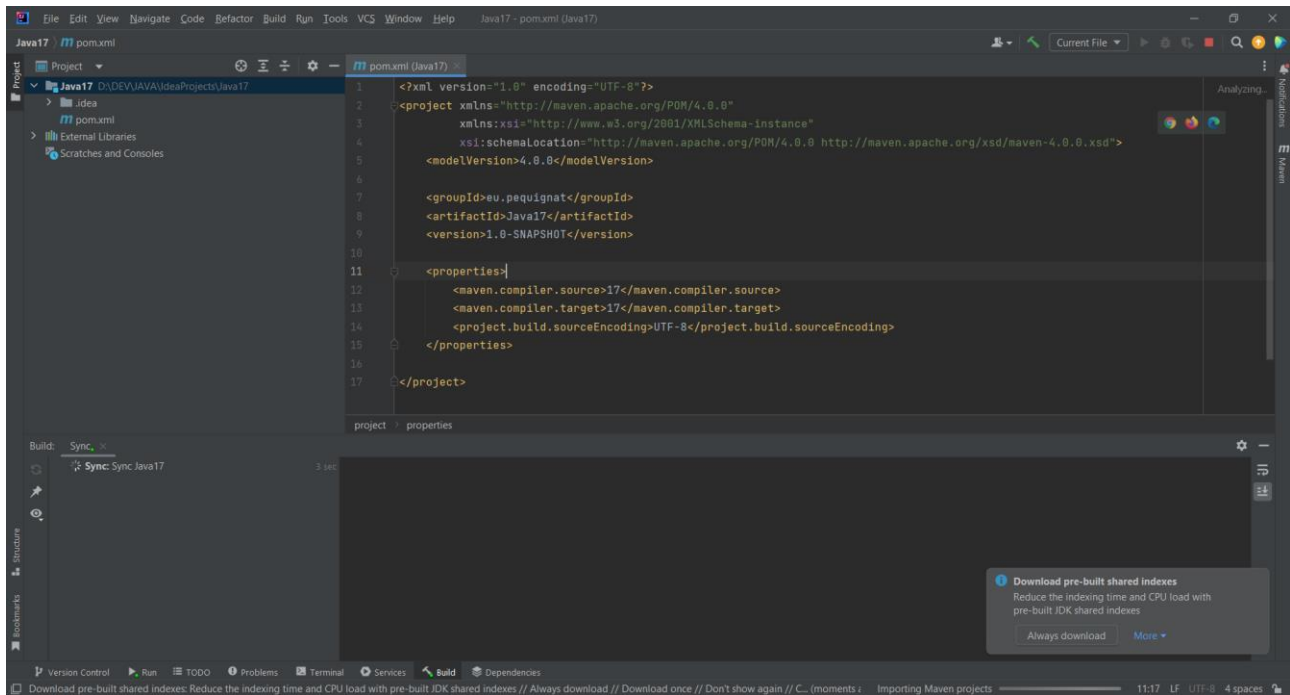 File Edit View Navigate Code Refactor Build Run Tools VCS Window Help Java17 - pom.xml (Java17)
Java17 pom.xml Current File
Project
Java17 D:\DEV\JAVA\IdeaProjects\Java17
.idea
pom.xml
External Libraries
Scratches and Consoles
pom.xml (Java17)
Analyzing..
1 <?xml version="1.0" encoding="UTF-8"?>
2 <project xmlns="http://maven.apache.org/POM/4.0.0"
3 xmlns:xsi="http://www.w3.org/2001/XMLSchema-instance"
4 xsi:schemaLocation="http://maven.apache.org/POM/4.0.0 http://maven.apache.org/xsd/maven-4.0.0.xsd">
5 <modelVersion>4.0.0</modelVersion>
6
7 <groupId>eu.pequignat</groupId>
8 <artifactId>Java17</artifactId>
9 <version>1.0-SNAPSHOT</version>
10
11 <properties>
12 <maven.compiler.source>17</maven.compiler.source>
13 <maven.compiler.target>17</maven.compiler.target>
14 <project.build.sourceEncoding>UTF-8</project.build.sourceEncoding>
15 </properties>
16
17 </project>
project > properties
Project
Structure
Bookmarks
Notifications
m Maven
Build: Sync
Sync: Sync Java17 3 sec
Download pre-built shared indexes
Reduce the indexing time and CPU load with
pre-built JDK shared indexes
Always download More
Version Control Run TODO Problems Terminal Services Build Dependencies
Download pre-built shared indexes: Reduce the indexing time and CPU load with pre-built JDK shared indexes // Always download // Download once // Don't show again // C... (moments Importing Maven projects 11:17 LF UTF-8 4 spaces